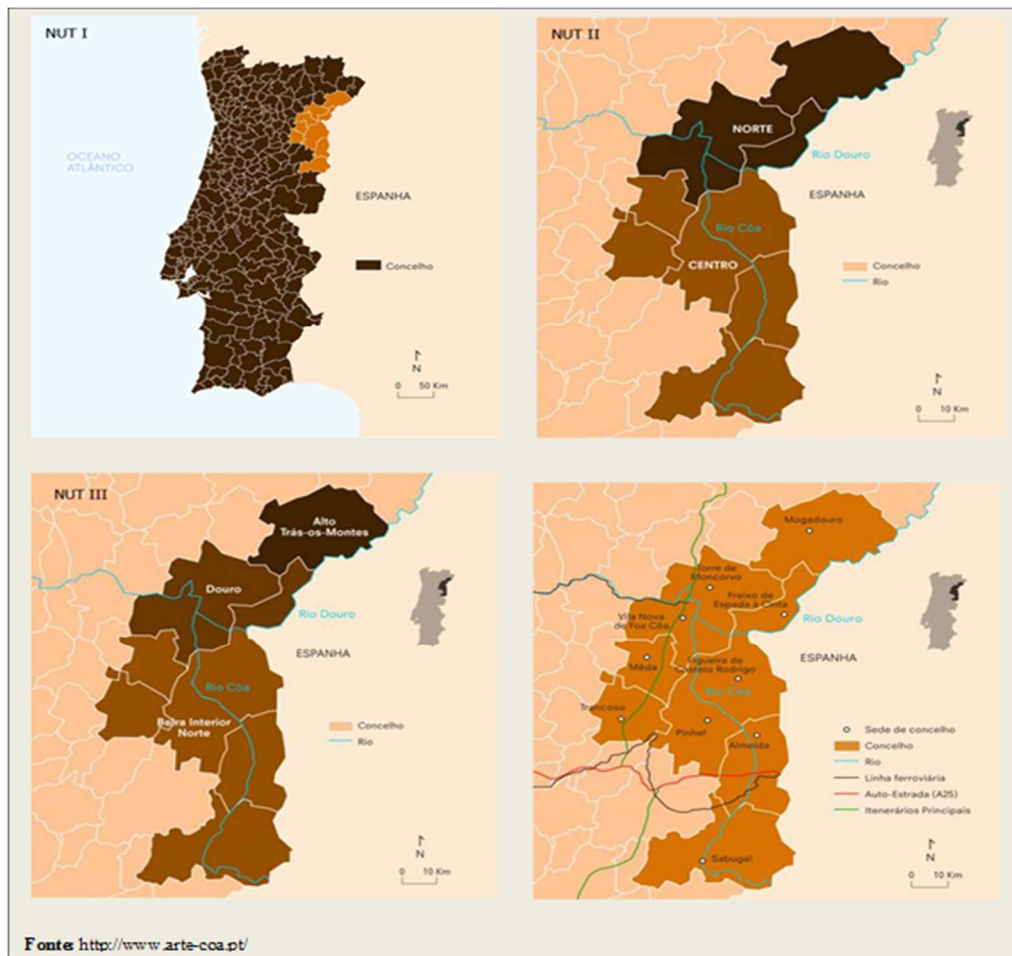 NUT I
OCEANO
ATLÂNTICO
ESPANHA
Concelho
N
0 50 Km
NUT II
NORTE
Rio Douro
ESPANHA
Rio Côa
CENTRO
Concelho
Rio
N
0 10 Km
NUT III
Alto
Trás-os-Montes
Douro
Rio Douro
ESPANHA
Rio Côa
Beira Interior
Norte
Concelho
Rio
N
0 10 Km
Mogadouro
Torre de
Moncorvo
Freixo de
Espada à Cinta
Vila Nova
de Foz Côa
Rio Douro
ESPANHA
Mêda
Figueira de
Castelo Rodrigo
Rio Côa
Trancoso
Pinhel
Almeida
Sabugal
Sede de concelho
Concelho
Rio
Linha ferroviária
Auto-Estrada (A25)
Itenerários Principais
N
0 10 Km
Fonte: http://www.arte-coa.pt/